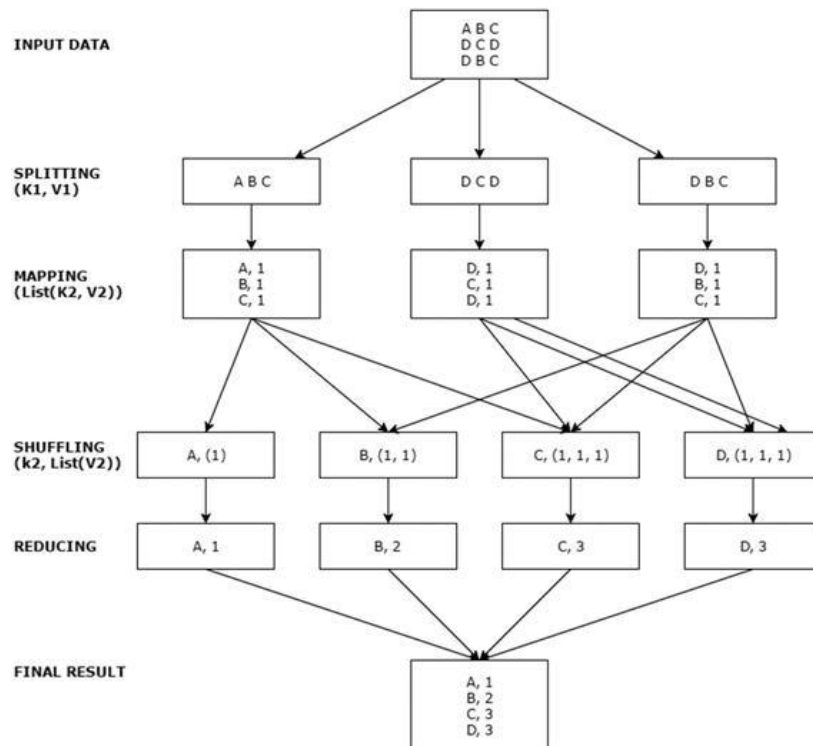 INPUT DATA
A B C
D C D
D B C
SPLITTING
(K1, V1)
A B C
D C D
D B C
MAPPING
(List(K2, V2))
A, 1
B, 1
C, 1
D, 1
C, 1
D, 1
D, 1
B, 1
C, 1
SHUFFLING
(k2, List(V2))
A, (1)
B, (1, 1)
C, (1, 1, 1)
D, (1, 1, 1)
REDUCING
A, 1
B, 2
C, 3
D, 3
FINAL RESULT
A, 1
B, 2
C, 3
D, 3